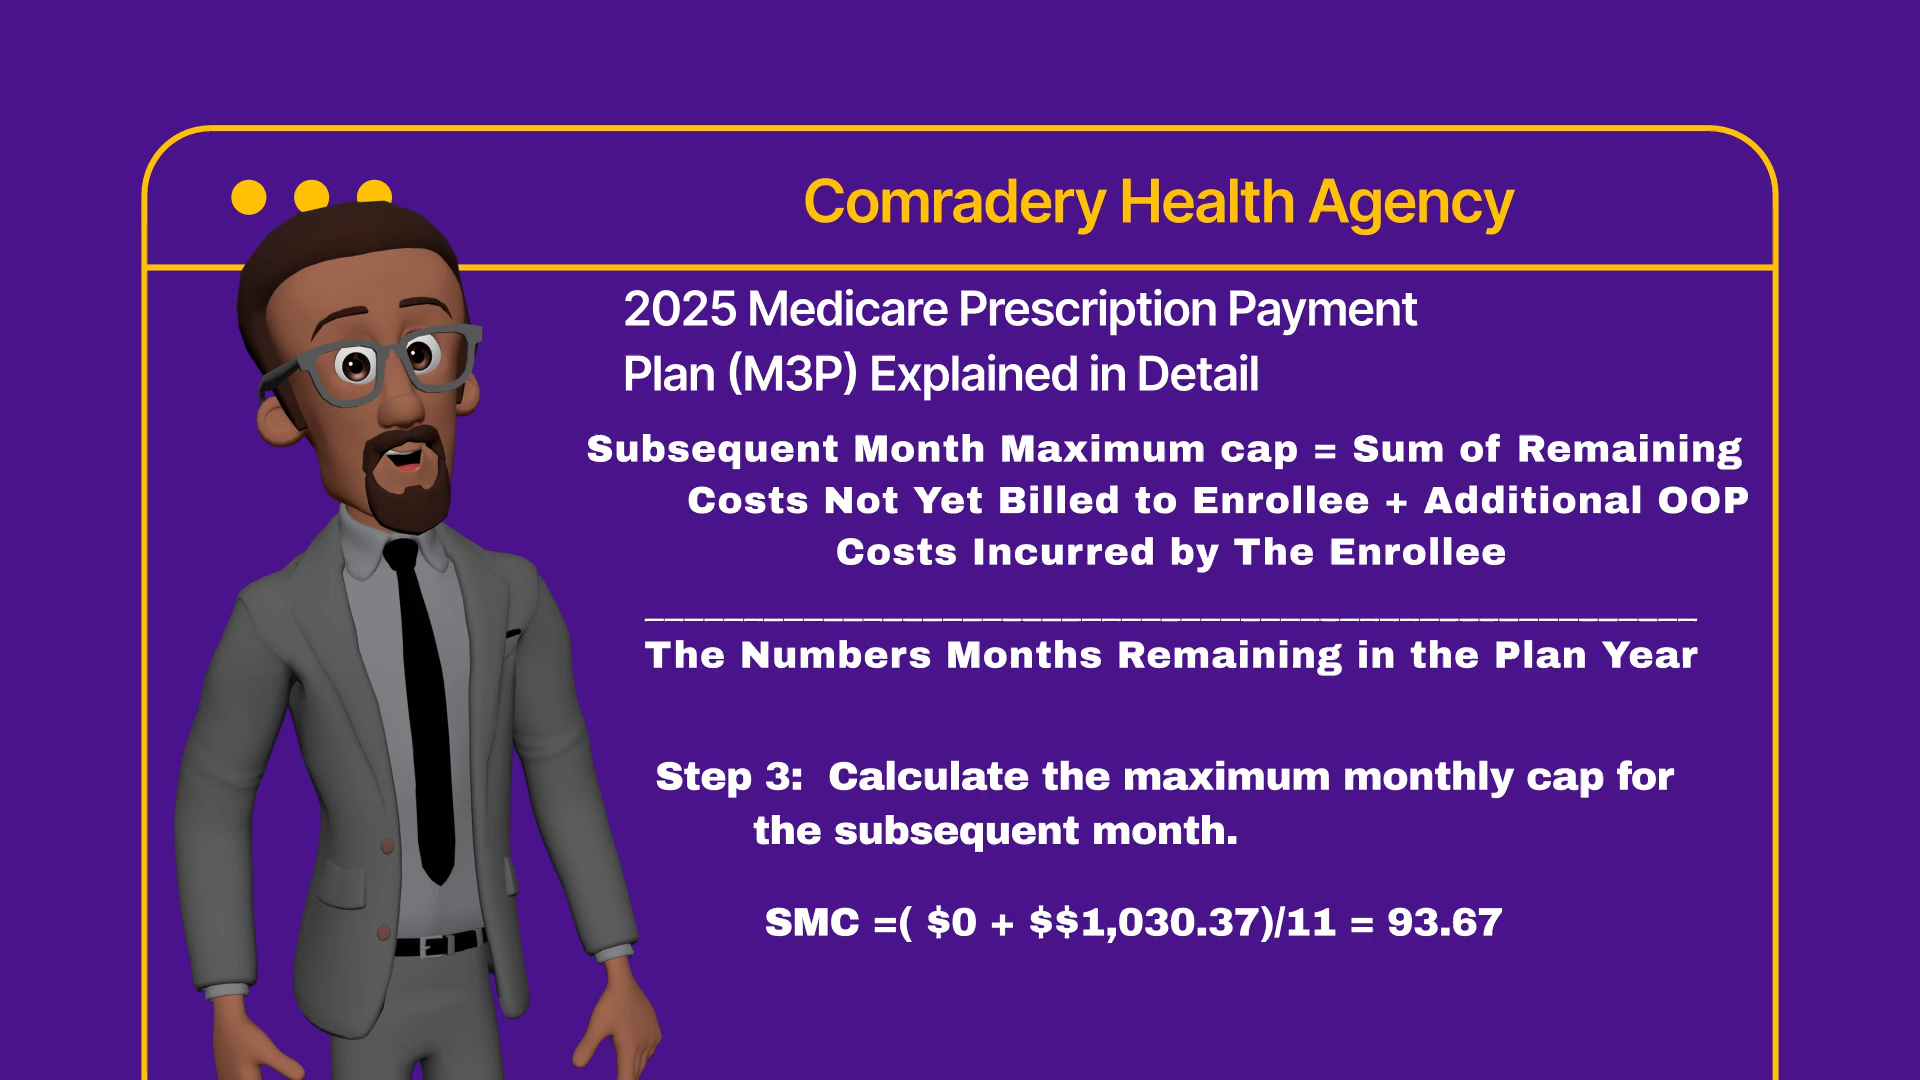 Comradery Health Agency
2025 Medicare Prescription Payment
Plan (M3P) Explained in Detail
Subsequent Month Maximum cap = Sum of Remaining
Costs Not Yet Billed to Enrollee + Additional OOP
Costs Incurred by The Enrollee
_____________________________________________________
The Numbers Months Remaining in the Plan Year
Step 3:  Calculate the maximum monthly cap for
the subsequent month.
SMC =( $0 + $$1,030.37)/11 = 93.67